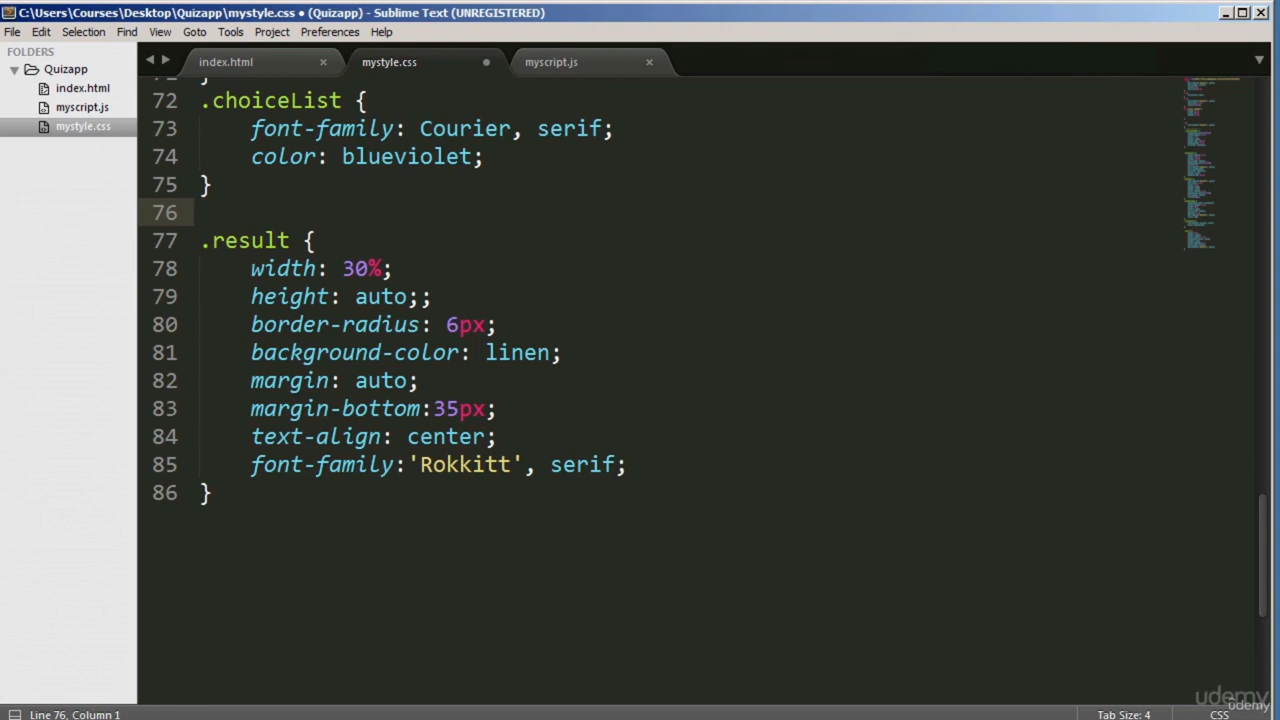 C:\Users\Courses\Desktop\Quizapp\mystyle.css • (Quizapp) - Sublime Text (UNREGISTERED)
File Edit Selection Find View Goto Tools Project Preferences Help
FOLDERS
Quizapp
index.html
myscript.js
mystyle.css
index.html mystyle.css myscript.js
72 .choiceList {
73 font-family: Courier, serif;
74 color: blueviolet;
75 }
76
77 .result {
78 width: 30%;
79 height: auto;;
80 border-radius: 6px;
81 background-color: linen;
82 margin: auto;
83 margin-bottom:35px;
84 text-align: center;
85 font-family:'Rokkitt', serif;
86 }
udemy
udemy
Line 76, Column 1 Tab Size: 4 CSS